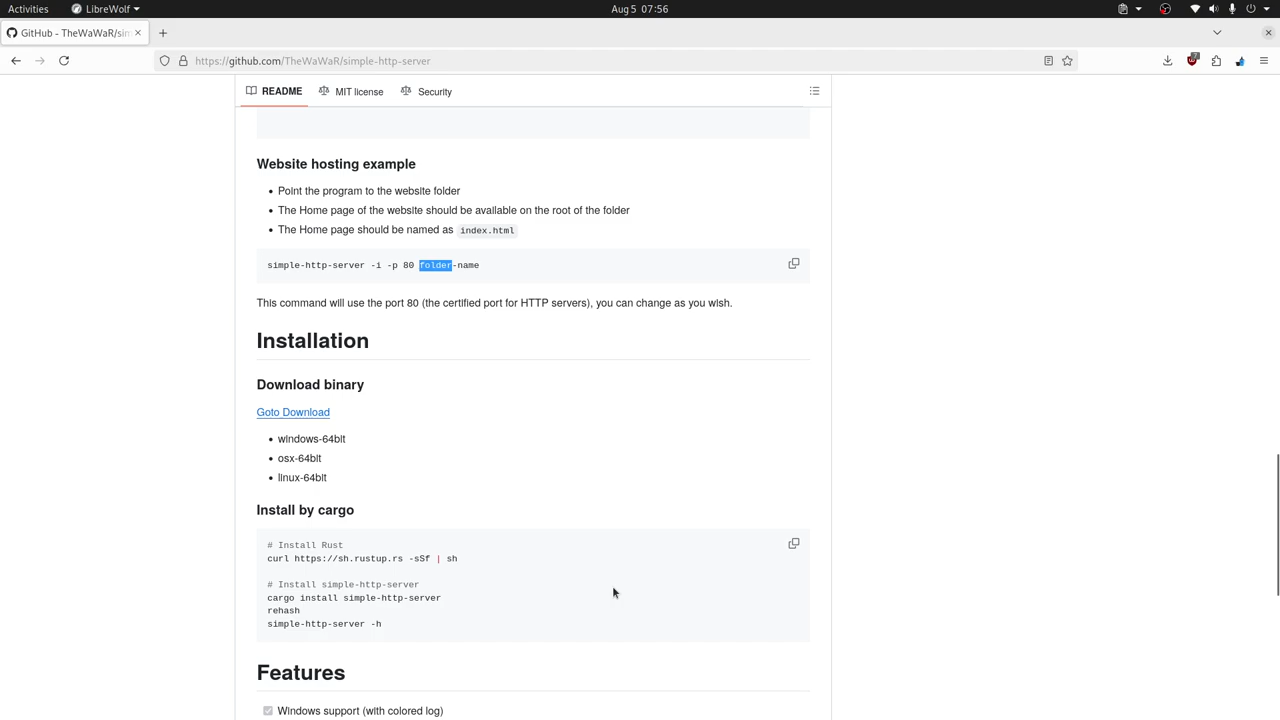 Activities
LibreWolf
Aug 5 07:56
GitHub - TheWaWaR/sim
https://github.com/TheWaWaR/simple-http-server
7
README
MIT license
Security
Website hosting example
• Point the program to the website folder
• The Home page of the website should be available on the root of the folder
• The Home page should be named as index.html
simple-http-server -i -p 80 folder-name
This command will use the port 80 (the certified port for HTTP servers), you can change as you wish.
Installation
Download binary
Goto Download
• windows-64bit
• osx-64bit
• linux-64bit
Install by cargo
# Install Rust
curl https://sh.rustup.rs -sSf | sh
# Install simple-http-server
cargo install simple-http-server
rehash
simple-http-server -h
Features
Windows support (with colored log)